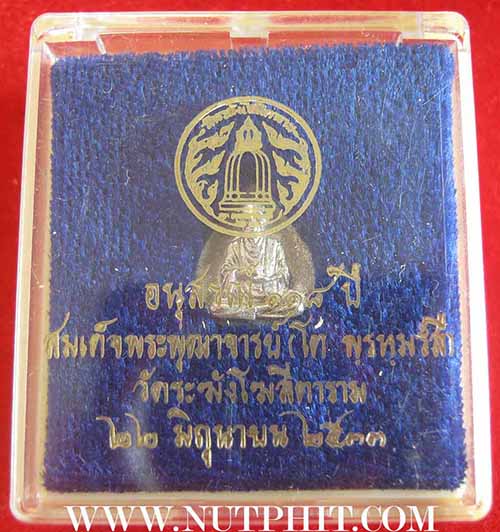 อนุสรณ์ ๑๑๘ ปี
สมเด็จพระพุฒาจารย์ (โต พรหมรังสี)
วัดระฆังโฆสิตาราม
๒๒ มิถุนายน ๒๕๓๓
WWW.NUTPHIT.COM